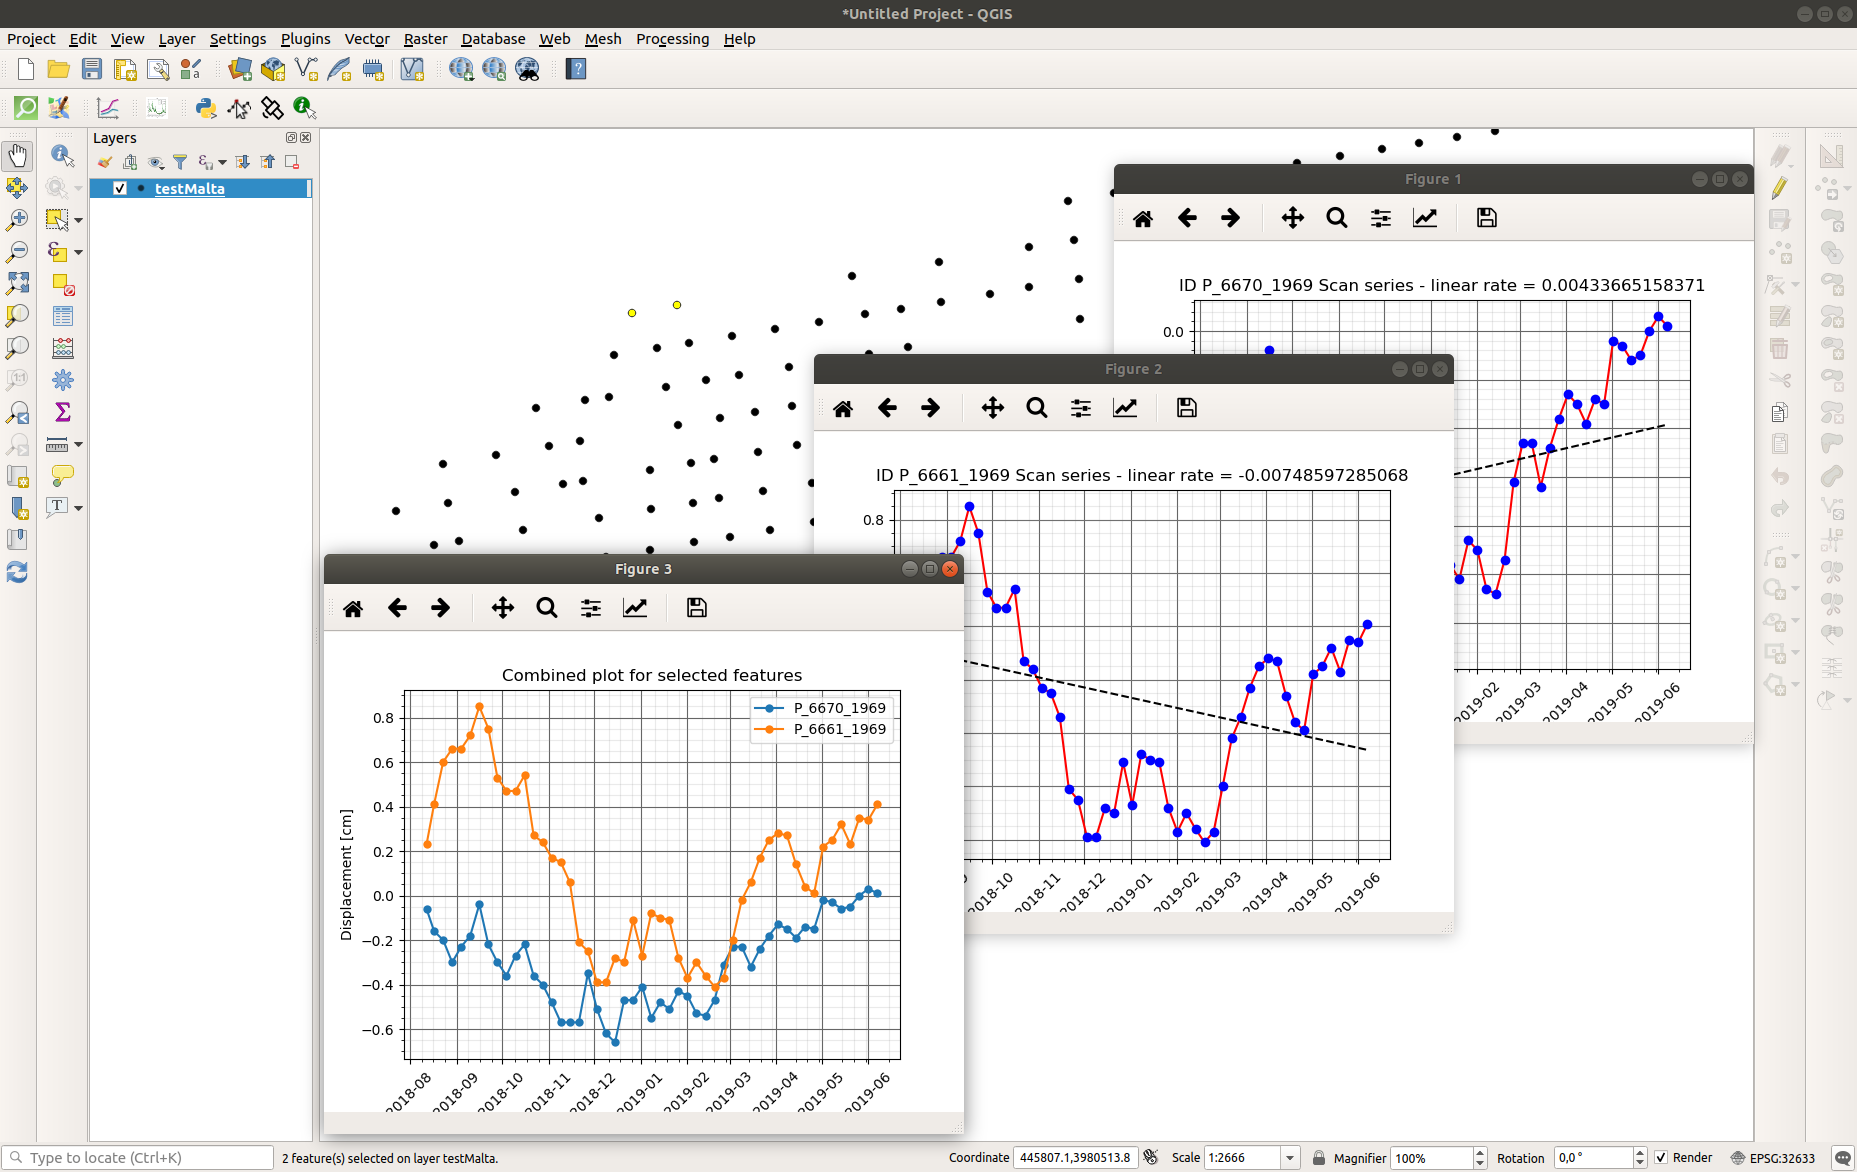 *Untitled Project - QGIS
Project Edit View Layer Settings Plugins Vector Raster Database Web Mesh Processing Help
Layers
testMalta
Figure 1
ID P_6670_1969 Scan series - linear rate = 0.00433665158371
0.0
2019-02 2019-03 2019-04 2019-05 2019-06
Figure 2
ID P_6661_1969 Scan series - linear rate = -0.00748597285068
0.8
2018-10 2018-11 2018-12 2019-01 2019-02 2019-03 2019-04 2019-05 2019-06
Figure 3
Combined plot for selected features
P_6670_1969
P_6661_1969
Displacement [cm]
0.8
0.6
0.4
0.2
0.0
−0.2
−0.4
−0.6
2018-08 2018-09 2018-10 2018-11 2018-12 2019-01 2019-02 2019-03 2019-04 2019-05 2019-06
Type to locate (Ctrl+K) 2 feature(s) selected on layer testMalta. Coordinate 445807.1,3980513.8 Scale 1:2666 Magnifier 100% Rotation 0,0 ° Render EPSG:32633